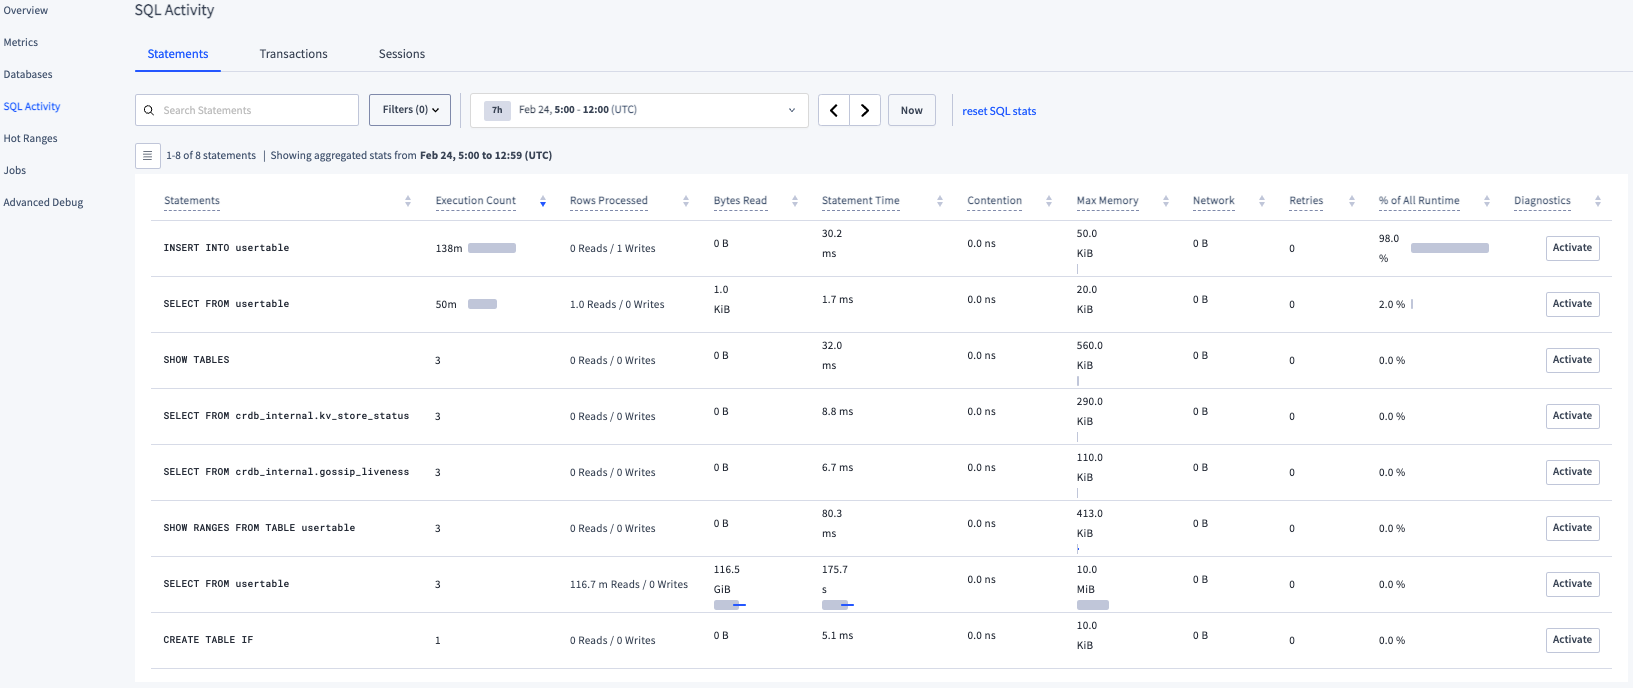 Overview
Metrics
Databases
SQL Activity
Hot Ranges
Jobs
Advanced Debug
SQL Activity
Statements Transactions Sessions
Search Statements Filters (0) 7h Feb 24, 5:00 - 12:00 (UTC) Now reset SQL stats
1-8 of 8 statements | Showing aggregated stats from Feb 24, 5:00 to 12:59 (UTC)
Statements Execution Count Rows Processed Bytes Read Statement Time Contention Max Memory Network Retries % of All Runtime Diagnostics
INSERT INTO usertable 138m 0 Reads / 1 Writes 0 B 30.2 ms 0.0 ns 50.0 KiB 0 B 0 98.0 % Activate
SELECT FROM usertable 50m 1.0 Reads / 0 Writes 1.0 KiB 1.7 ms 0.0 ns 20.0 KiB 0 B 0 2.0 % Activate
SHOW TABLES 3 0 Reads / 0 Writes 0 B 32.0 ms 0.0 ns 560.0 KiB 0 B 0 0.0 % Activate
SELECT FROM crdb_internal.kv_store_status 3 0 Reads / 0 Writes 0 B 8.8 ms 0.0 ns 290.0 KiB 0 B 0 0.0 % Activate
SELECT FROM crdb_internal.gossip_liveness 3 0 Reads / 0 Writes 0 B 6.7 ms 0.0 ns 110.0 KiB 0 B 0 0.0 % Activate
SHOW RANGES FROM TABLE usertable 3 0 Reads / 0 Writes 0 B 80.3 ms 0.0 ns 413.0 KiB 0 B 0 0.0 % Activate
SELECT FROM usertable 3 116.7 m Reads / 0 Writes 116.5 GiB 175.7 s 0.0 ns 10.0 MiB 0 B 0 0.0 % Activate
CREATE TABLE IF 1 0 Reads / 0 Writes 0 B 5.1 ms 0.0 ns 10.0 KiB 0 B 0 0.0 % Activate